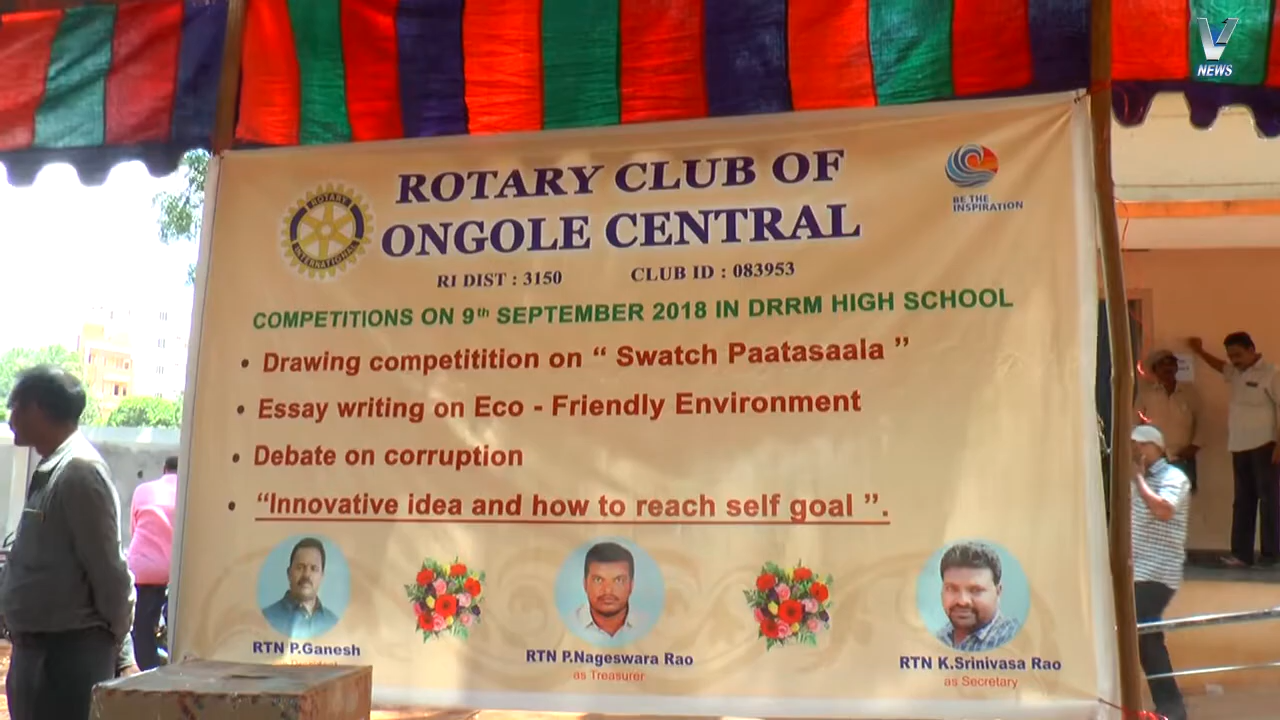 V
NEWS
ROTARY CLUB OF
ONGOLE CENTRAL
ROTARY
INTERNATIONAL
BE THE
INSPIRATION
RI DIST : 3150
CLUB ID : 083953
COMPETITIONS ON 9th SEPTEMBER 2018 IN DRRM HIGH SCHOOL
• Drawing competitition on “ Swatch Paatasaala ”
• Essay writing on Eco - Friendly Environment
• Debate on corruption
• “Innovative idea and how to reach self goal ”.
RTN P.Ganesh
RTN P.Nageswara Rao
as Treasurer
RTN K.Srinivasa Rao
as Secretary